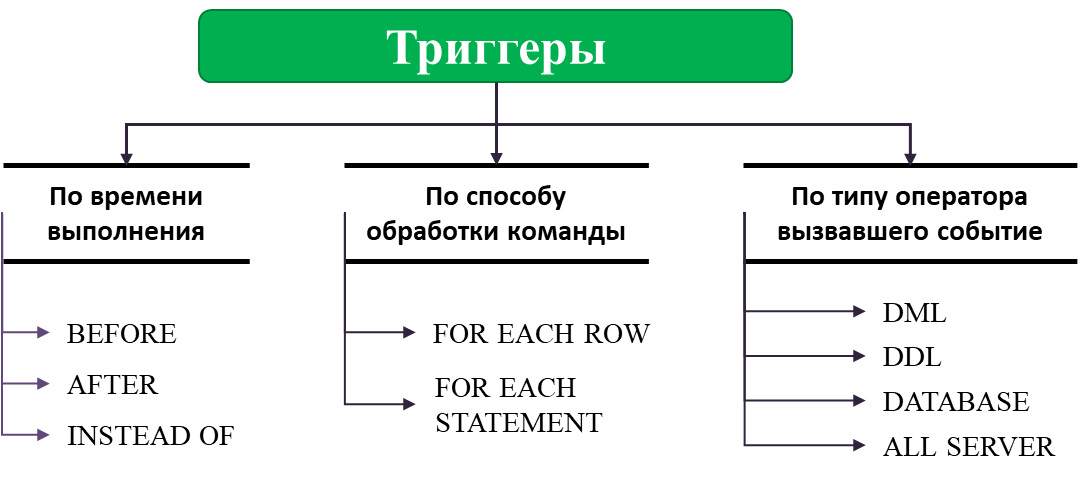 Триггеры
По времени
выполнения
BEFORE
AFTER
INSTEAD OF
По способу
обработки команды
FOR EACH ROW
FOR EACH
STATEMENT
По типу оператора
вызвавшего событие
DML
DDL
DATABASE
ALL SERVER